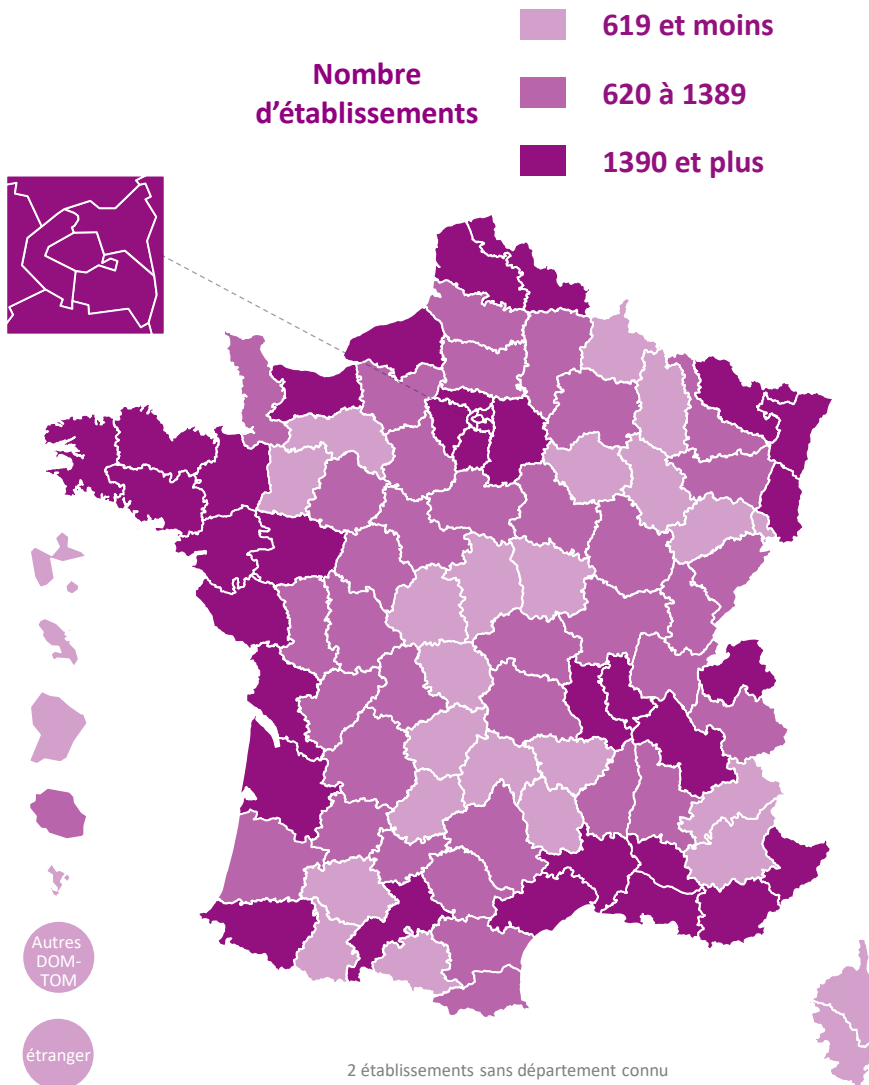 619 et moins
Nombre
d'établissements
620 à 1389
1390 et plus
Autres
DOM-
TOM
étranger
2 établissements sans département connu